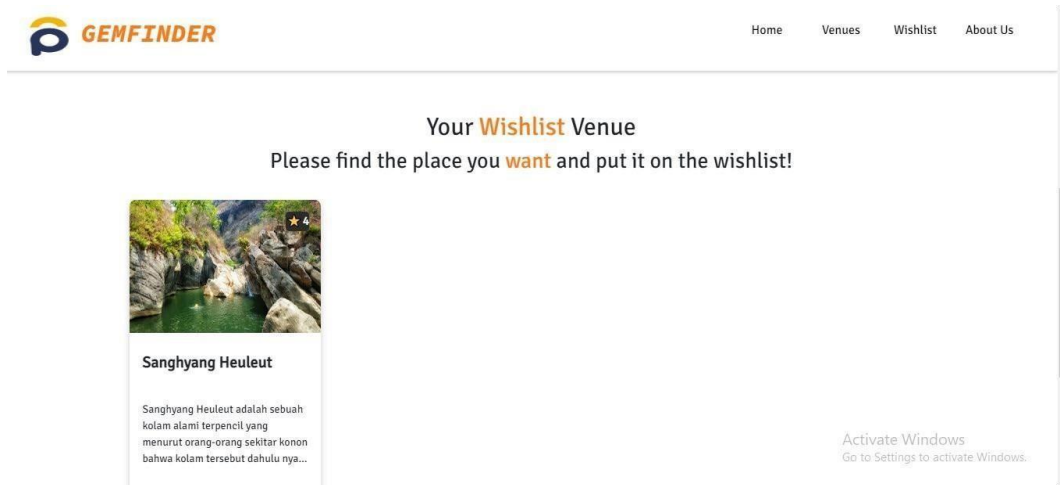 GEMFINDER
Home Venues Wishlist About Us
Your Wishlist Venue
Please find the place you want and put it on the wishlist!
★ 4
Sanghyang Heuleut
Sanghyang Heuleut adalah sebuah
kolam alami terpencil yang
menurut orang-orang sekitar konon
bahwa kolam tersebut dahulu nya...
Activate Windows
Go to Settings to activate Windows.